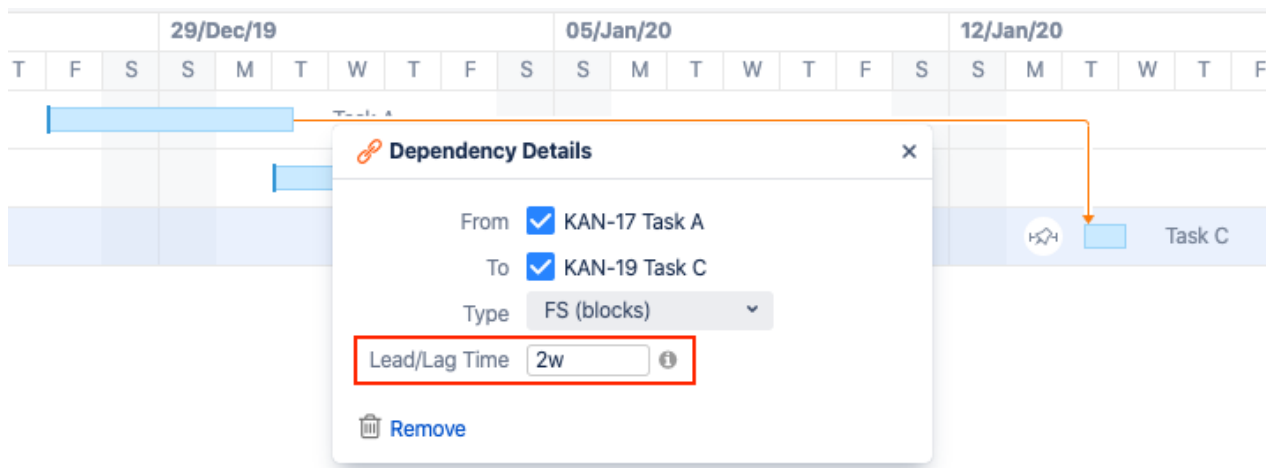 29/Dec/19 05/Jan/20 12/Jan/20
T F S S M T W T F S S M T W T F S S M T W T F
Task A
Dependency Details ×
From KAN-17 Task A
To KAN-19 Task C
Type FS (blocks)
Lead/Lag Time 2w
Remove
Task C